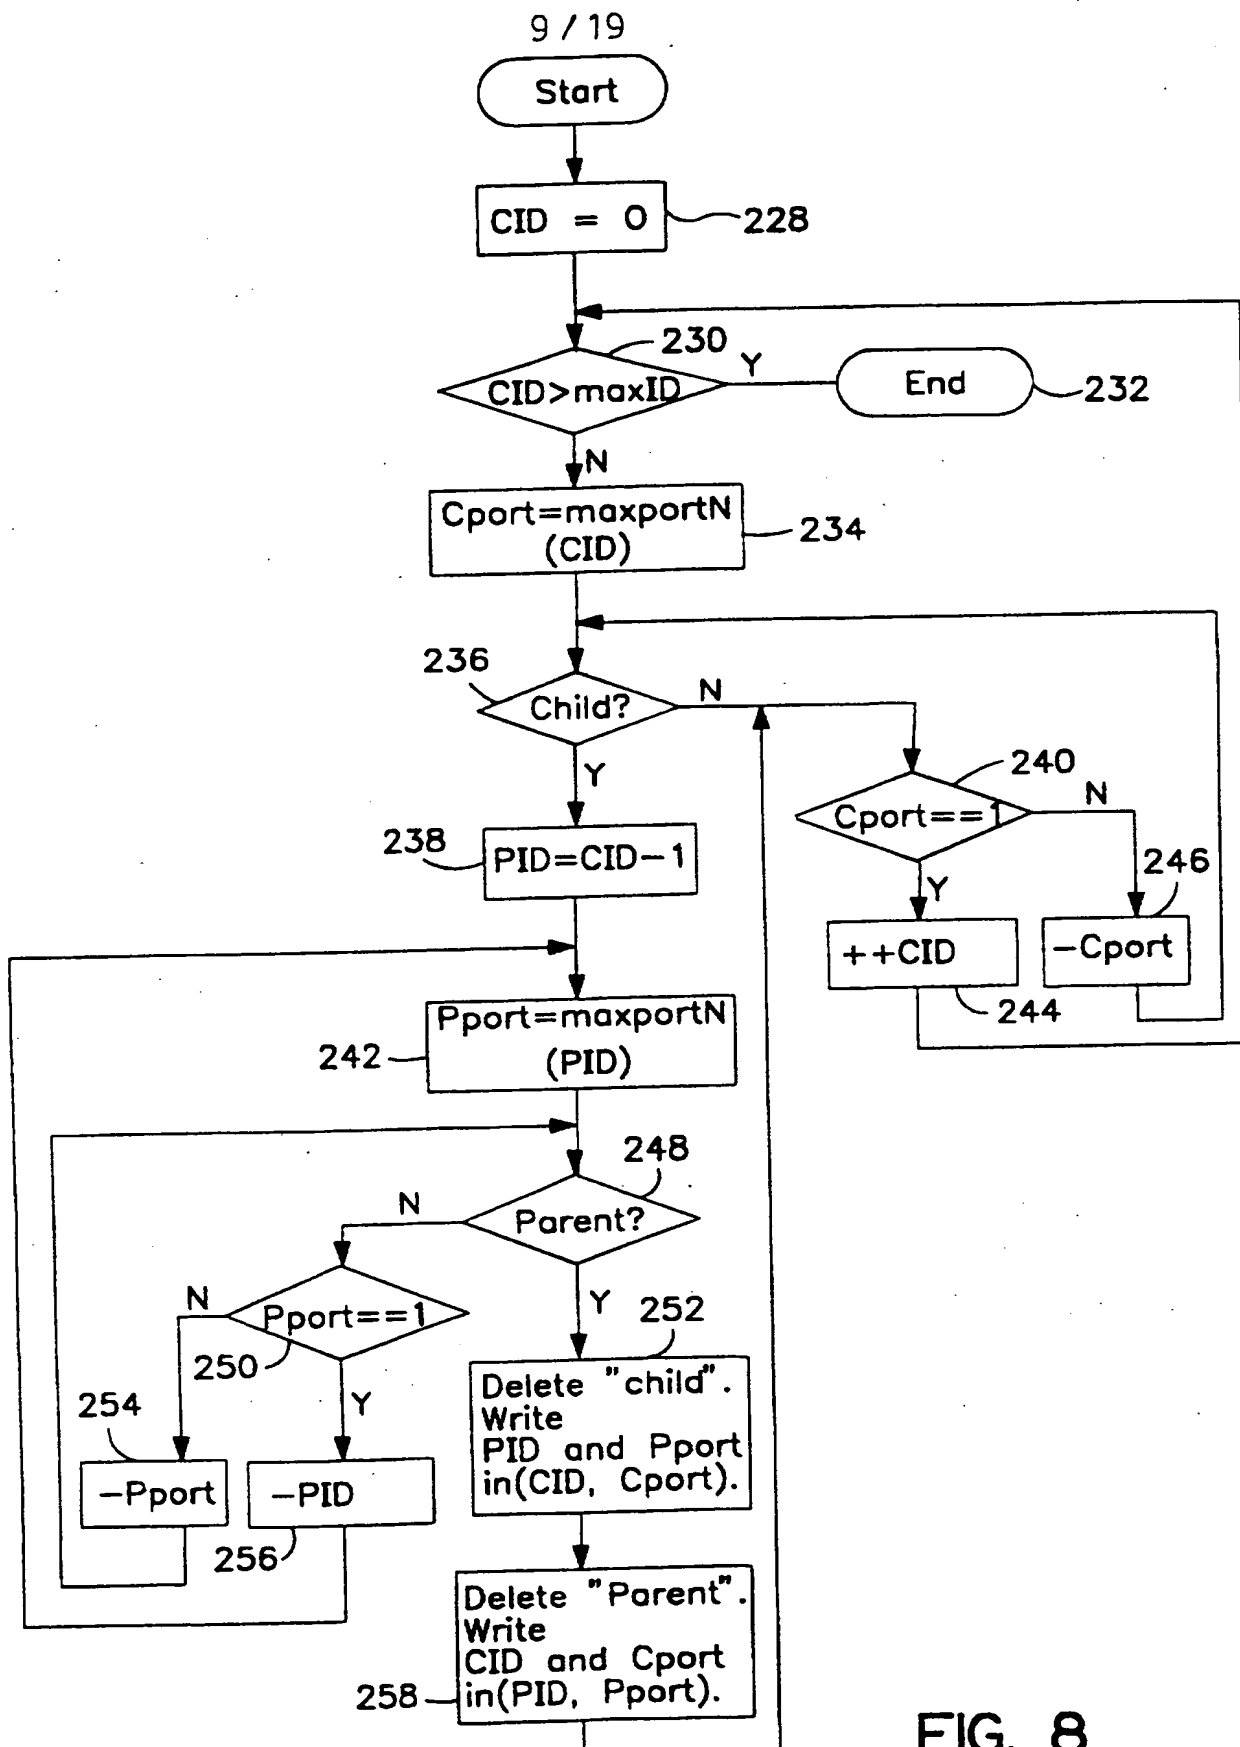 9 / 19
Start
CID = 0
228
230
CID>maxID
Y
End
232
N
Cport=maxportN
(CID)
234
236
Child?
N
Y
240
Cport==1
N
Y
238
PID=CID-1
246
++CID
-Cport
244
Pport=maxportN
(PID)
242
248
Parent?
N
Y
Pport==1
N
250
Y
252
Delete "child".
Write
PID and Pport
in(CID, Cport).
254
-Pport
-PID
256
Delete "Parent".
Write
CID and Cport
in(PID, Pport).
258
FIG. 8